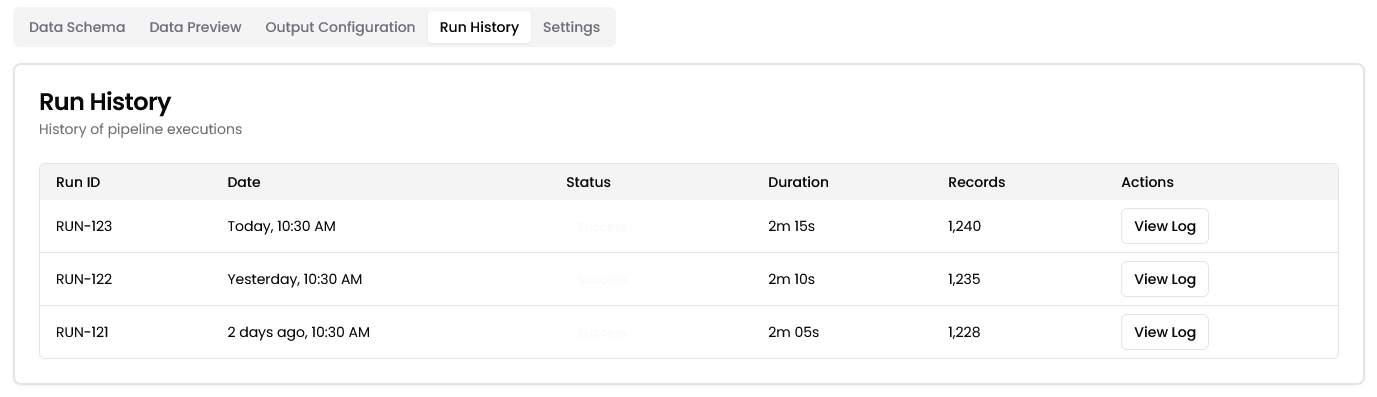 Data Schema Data Preview Output Configuration Run History Settings
Run History
History of pipeline executions
Run ID Date Status Duration Records Actions
RUN-123 Today, 10:30 AM Success 2m 15s 1,240 View Log
RUN-122 Yesterday, 10:30 AM Success 2m 10s 1,235 View Log
RUN-121 2 days ago, 10:30 AM Success 2m 05s 1,228 View Log